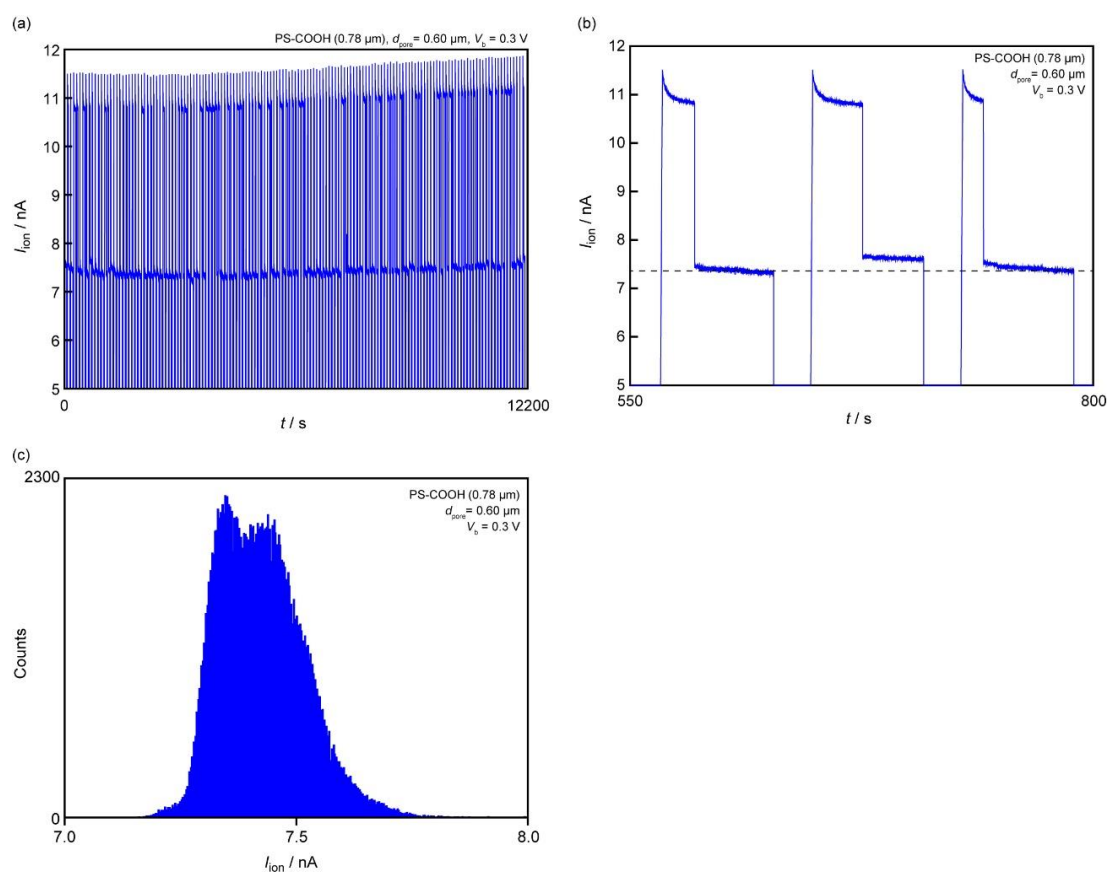 (a)
PS-COOH (0.78 µm), dpore = 0.60 µm, Vb = 0.3 V
12
11
10
9
8
7
6
5
Iion / nA
0
12200
t / s
(b)
PS-COOH (0.78 µm)
dpore = 0.60 µm
Vb = 0.3 V
12
11
10
9
8
7
6
5
Iion / nA
550
800
t / s
(c)
PS-COOH (0.78 µm)
dpore = 0.60 µm
Vb = 0.3 V
2300
Counts
0
7.0
7.5
8.0
Iion / nA